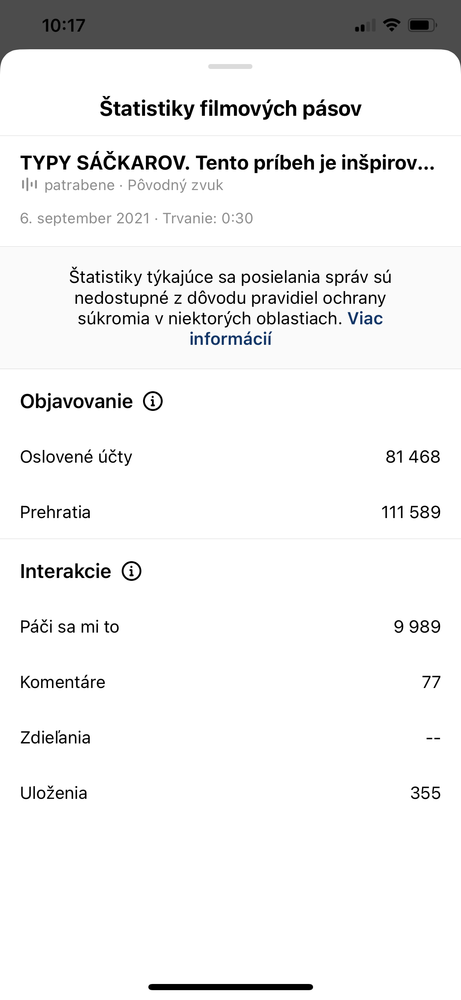 10:17
Štatistiky filmových pásov
TYPY SÁČKAROV. Tento príbeh je inšpirov...
patrabene · Pôvodný zvuk
6. september 2021 · Trvanie: 0:30
Štatistiky týkajúce sa posielania správ sú
nedostupné z dôvodu pravidiel ochrany
súkromia v niektorých oblastiach. Viac
informácií
Objavovanie
Oslovené účty 81 468
Prehratia 111 589
Interakcie
Páči sa mi to 9 989
Komentáre 77
Zdieľania --
Uloženia 355